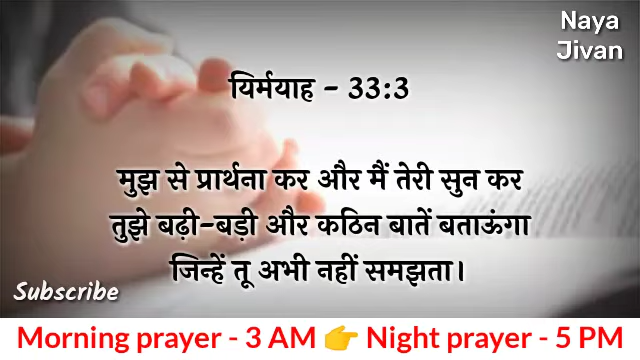 Naya
Jivan
यिर्मयाह - 33:3
मुझ से प्रार्थना कर और मैं तेरी सुन कर
तुझे बढ़ी-बड़ी और कठिन बातें बताऊंगा
जिन्हें तू अभी नहीं समझता।
Subscribe
Morning prayer - 3 AM 👉 Night prayer - 5 PM